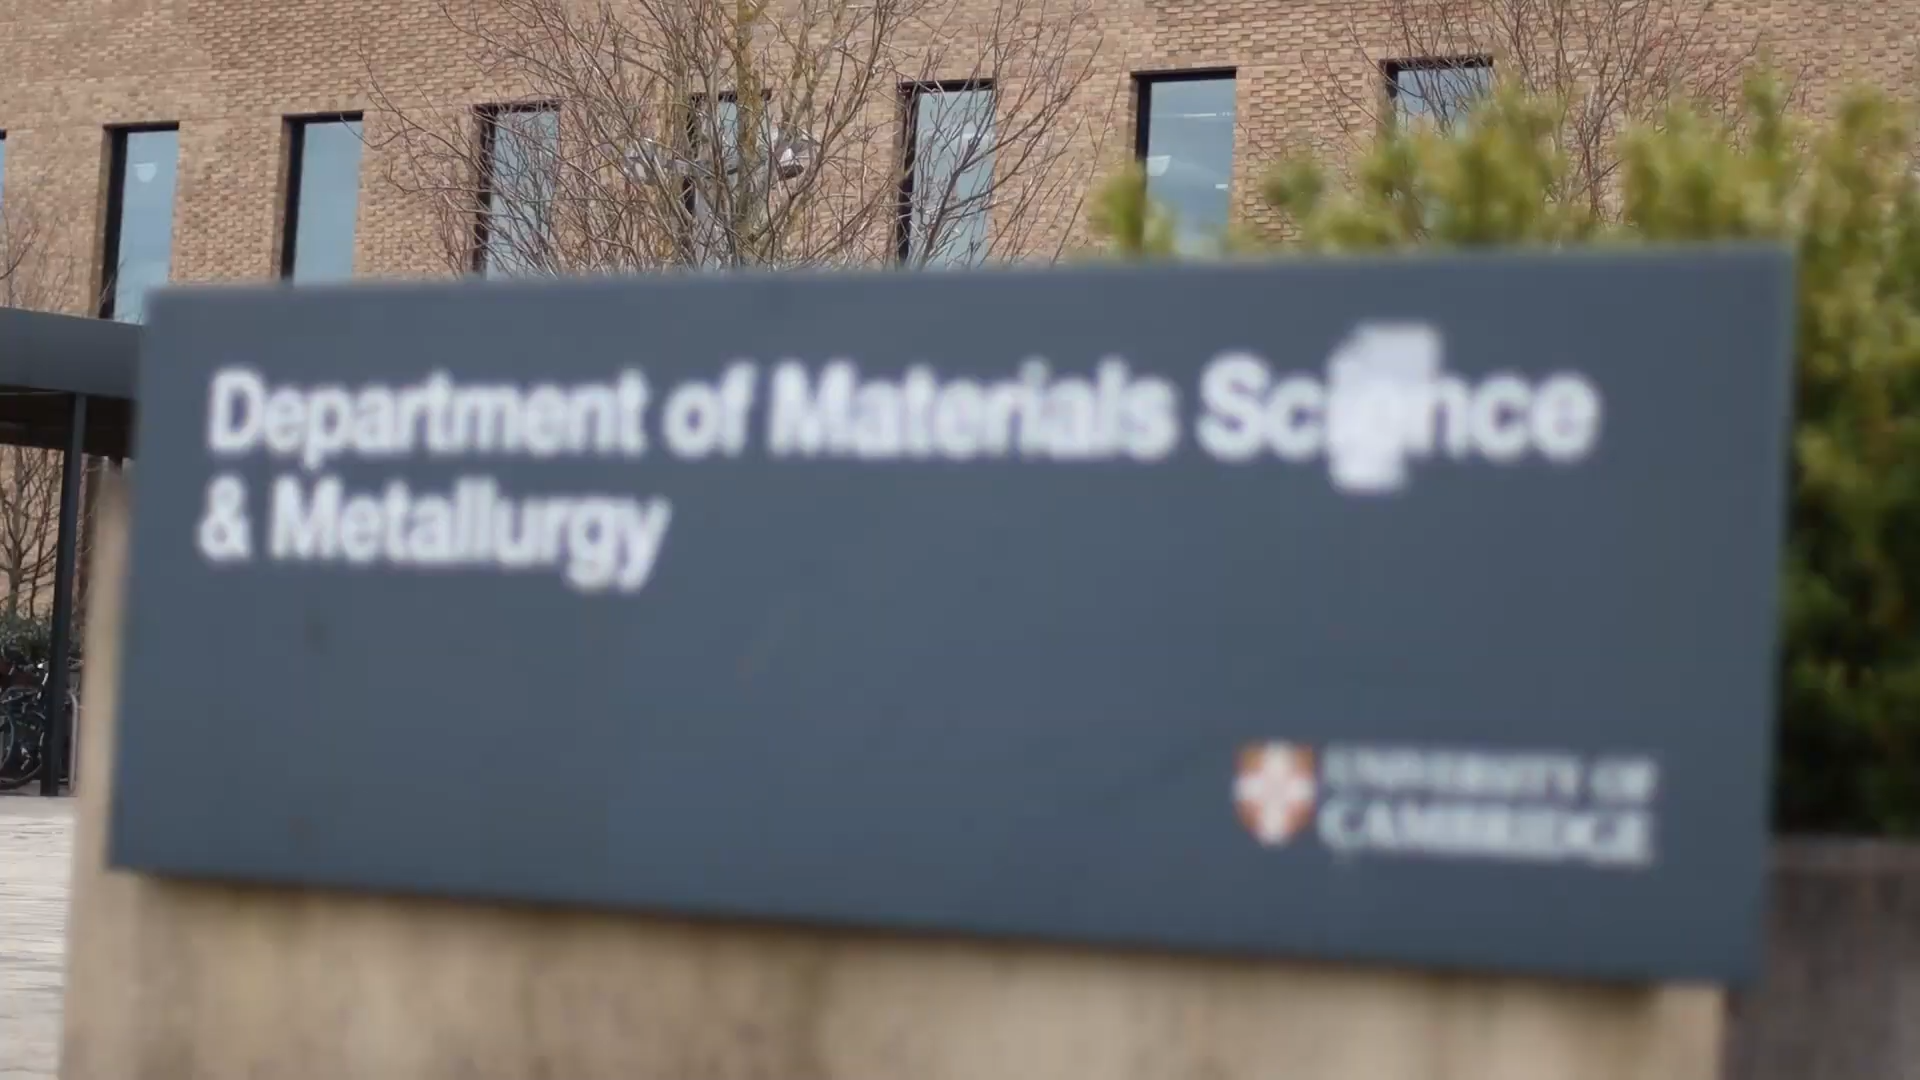 Department of Materials Science
& Metallurgy
UNIVERSITY OF
CAMBRIDGE